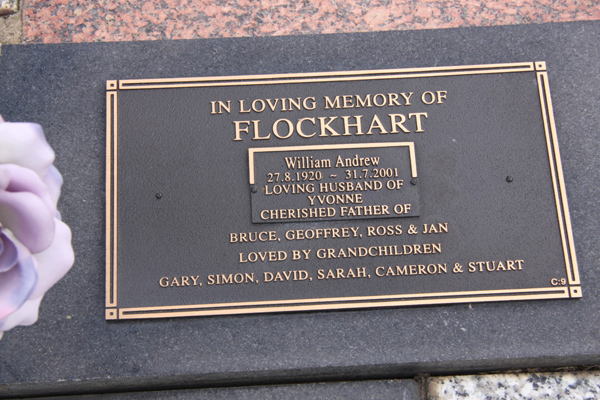 IN LOVING MEMORY OF
FLOCKHART
William Andrew
27.8.1920 ~ 31.7.2001
LOVING HUSBAND OF
YVONNE
CHERISHED FATHER OF
BRUCE, GEOFFREY, ROSS & JAN
LOVED BY GRANDCHILDREN
GARY, SIMON, DAVID, SARAH, CAMERON & STUART
C:9